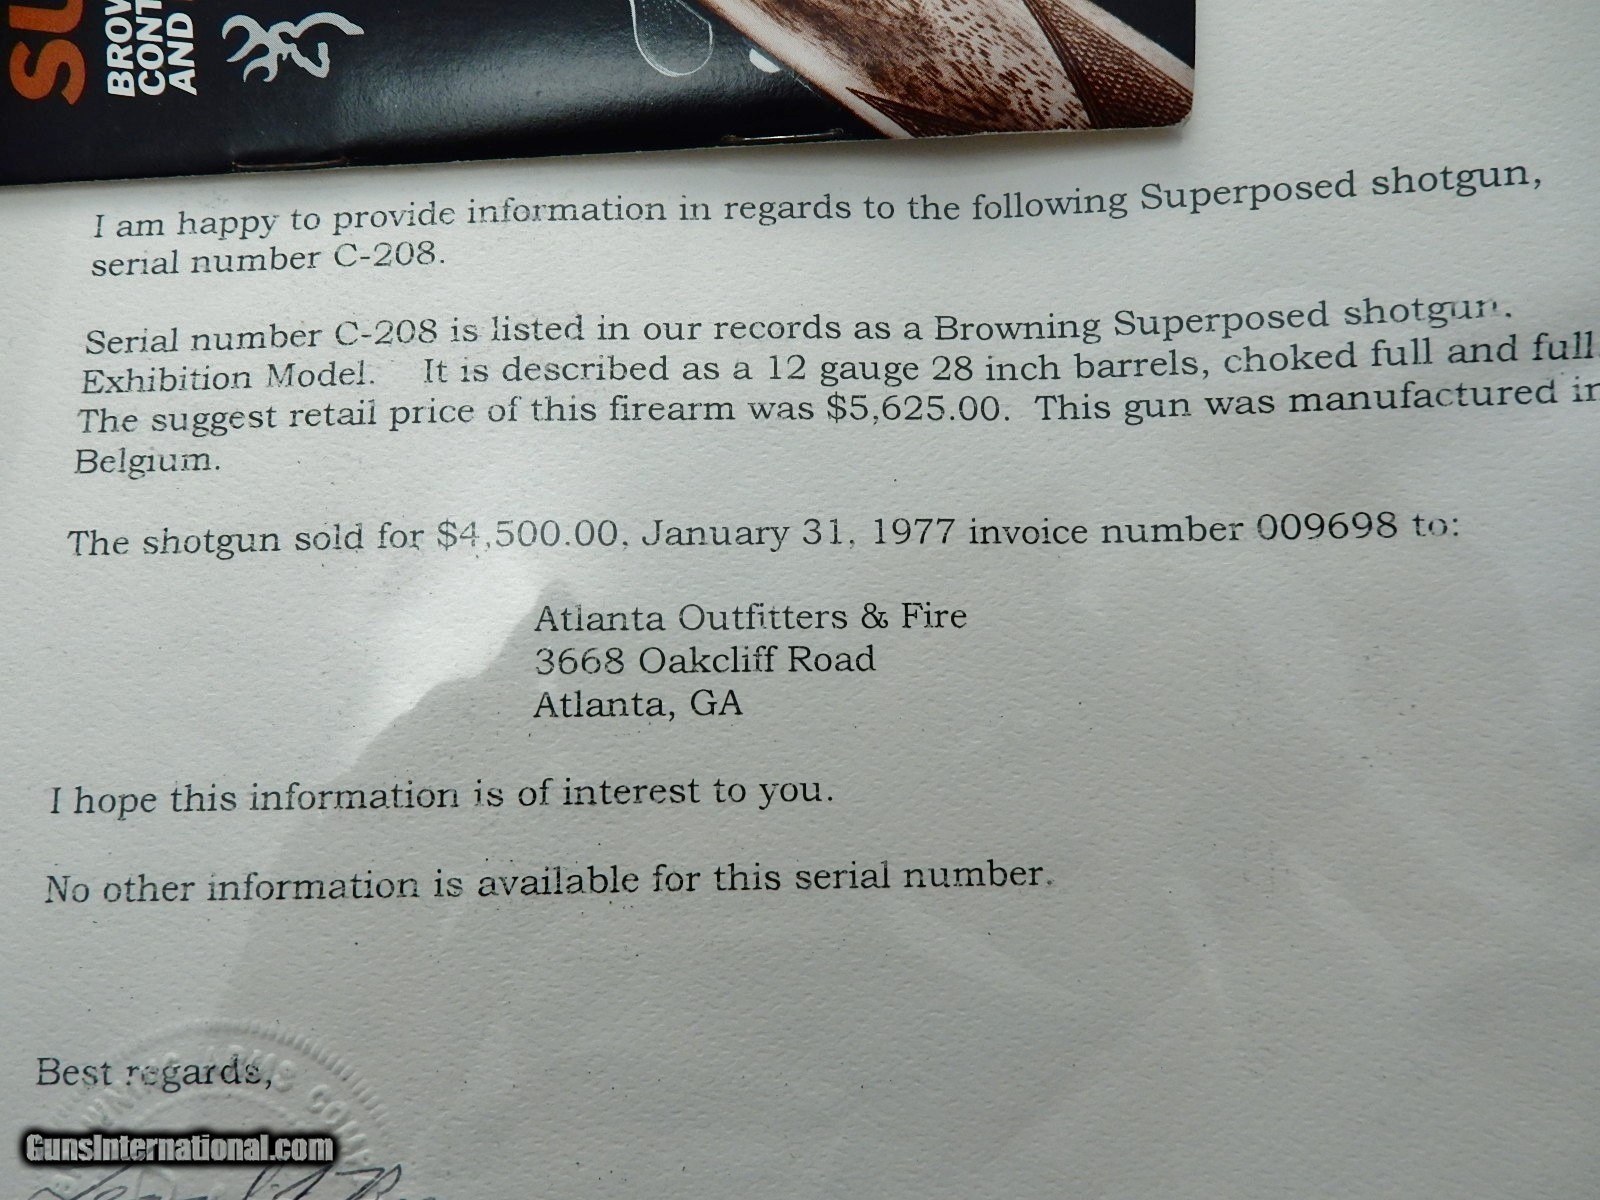 SU
BROW
CONT
AND
I am happy to provide information in regards to the following Superposed shotgun,
serial number C-208.
Serial number C-208 is listed in our records as a Browning Superposed shotgun.
Exhibition Model. It is described as a 12 gauge 28 inch barrels, choked full and full.
The suggest retail price of this firearm was $5,625.00. This gun was manufactured in
Belgium.
The shotgun sold for $4,500.00, January 31, 1977 invoice number 009698 to:
Atlanta Outfitters & Fire
3668 Oakcliff Road
Atlanta, GA
I hope this information is of interest to you.
No other information is available for this serial number.
Best regards,
GunsInternational.com